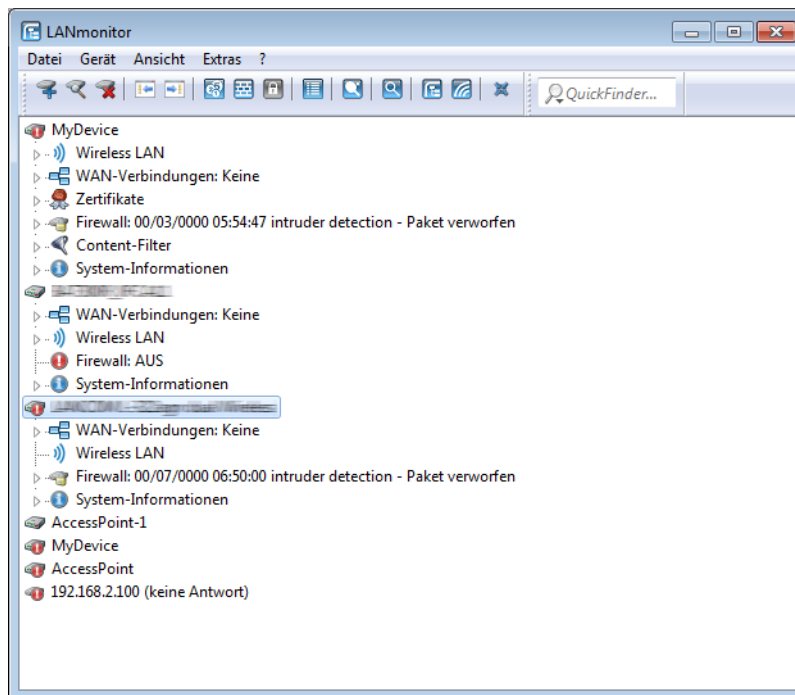 LANmonitor
Datei Gerät Ansicht Extras ?
QuickFinder...
MyDevice
Wireless LAN
WAN-Verbindungen: Keine
Zertifikate
Firewall: 00/03/0000 05:54:47 intruder detection - Paket verworfen
Content-Filter
System-Informationen
WAN-Verbindungen: Keine
Wireless LAN
Firewall: AUS
System-Informationen
WAN-Verbindungen: Keine
Wireless LAN
Firewall: 00/07/0000 06:50:00 intruder detection - Paket verworfen
System-Informationen
AccessPoint-1
MyDevice
AccessPoint
192.168.2.100 (keine Antwort)